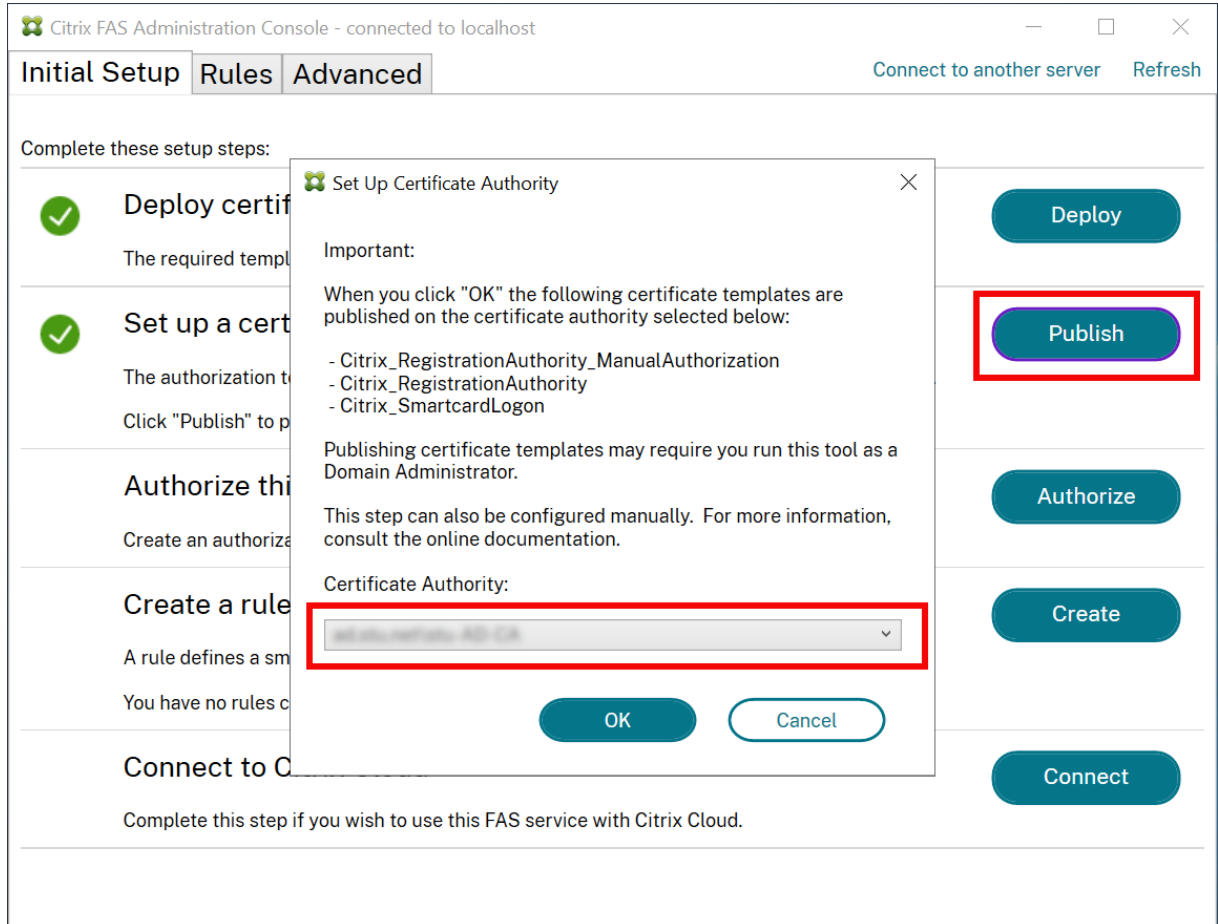 Citrix FAS Administration Console - connected to localhost
Initial Setup Rules Advanced Connect to another server Refresh
Complete these setup steps:
Deploy certif
The required templ
Deploy
Set up a cert
The authorization t
Click "Publish" to p
Publish
Authorize thi
Create an authoriza
Authorize
Create a rule
A rule defines a sm
You have no rules c
Create
Connect to C
Complete this step if you wish to use this FAS service with Citrix Cloud.
Connect
Set Up Certificate Authority
Important:
When you click "OK" the following certificate templates are
published on the certificate authority selected below:
- Citrix_RegistrationAuthority_ManualAuthorization
- Citrix_RegistrationAuthority
- Citrix_SmartcardLogon
Publishing certificate templates may require you run this tool as a
Domain Administrator.
This step can also be configured manually.  For more information,
consult the online documentation.
Certificate Authority:
OK Cancel